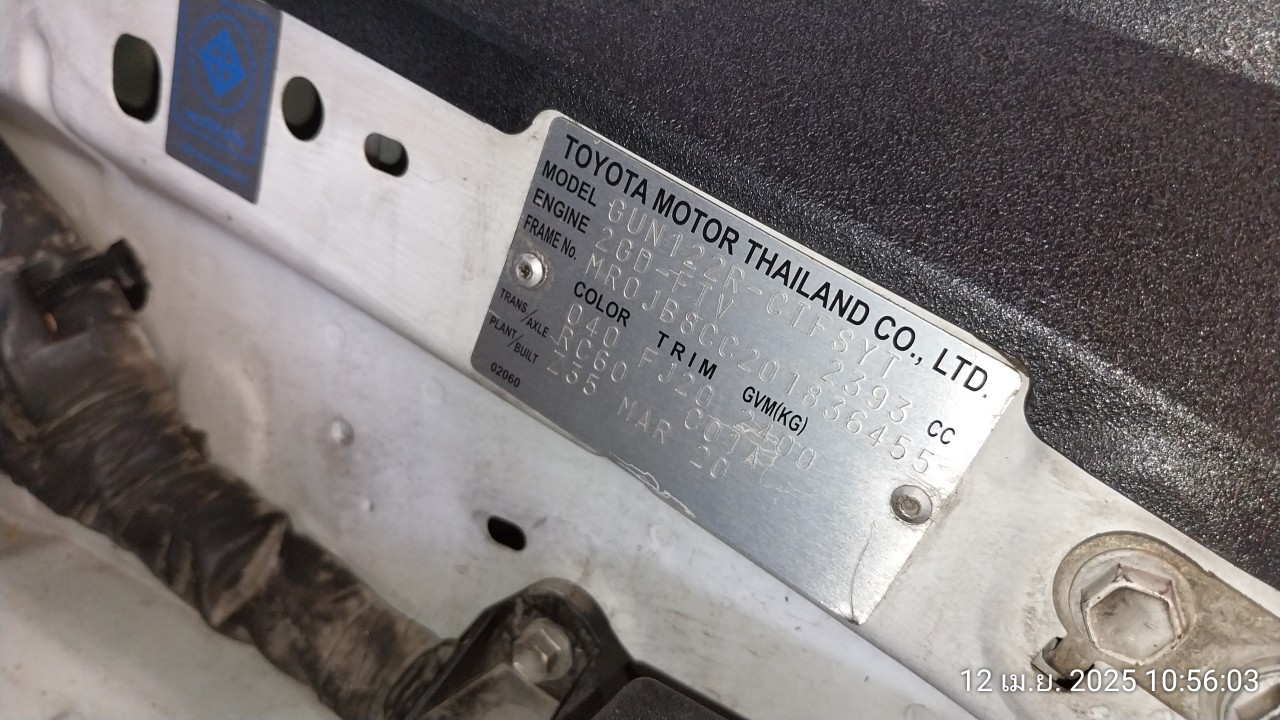 TOYOTA MOTOR THAILAND CO., LTD.
MODEL GUN122R-CTFSYT
ENGINE 2GD-FTV 2393 CC
FRAME No. MR0JB8CC201836455
COLOR TRIM GVM(KG)
040 FJ20 2400
TRANS/AXLE RC60 C01A
PLANT/BUILT Z35 MAR 20
02060
12 เม.ย. 2025 10:56:03